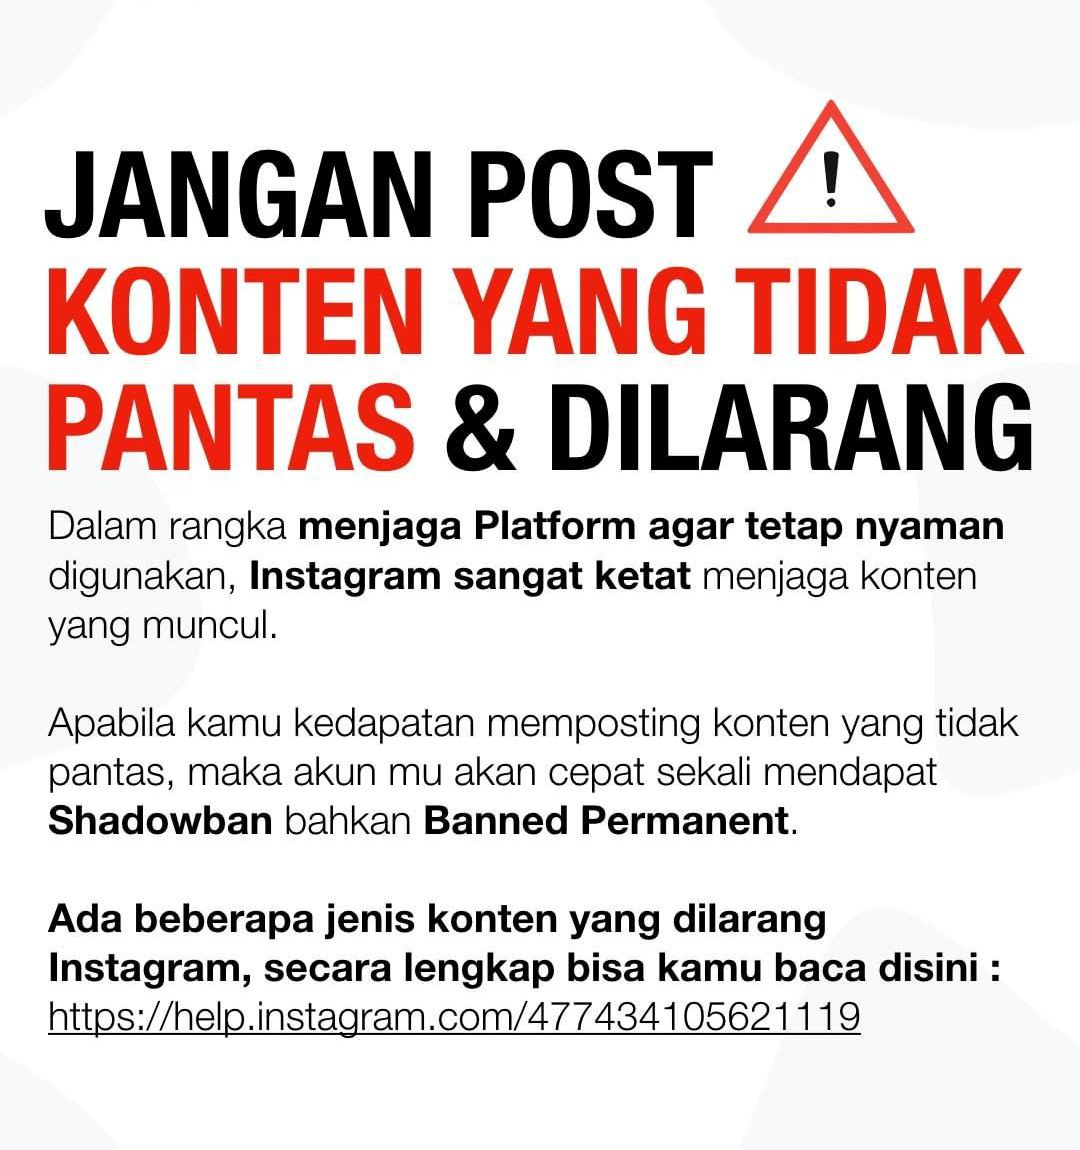 JANGAN POST
!
KONTEN YANG TIDAK
PANTAS & DILARANG
Dalam rangka menjaga Platform agar tetap nyaman
digunakan, Instagram sangat ketat menjaga konten
yang muncul.
Apabila kamu kedapatan memposting konten yang tidak
pantas, maka akun mu akan cepat sekali mendapat
Shadowban bahkan Banned Permanent.
Ada beberapa jenis konten yang dilarang
Instagram, secara lengkap bisa kamu baca disini :
https://help.instagram.com/477434105621119